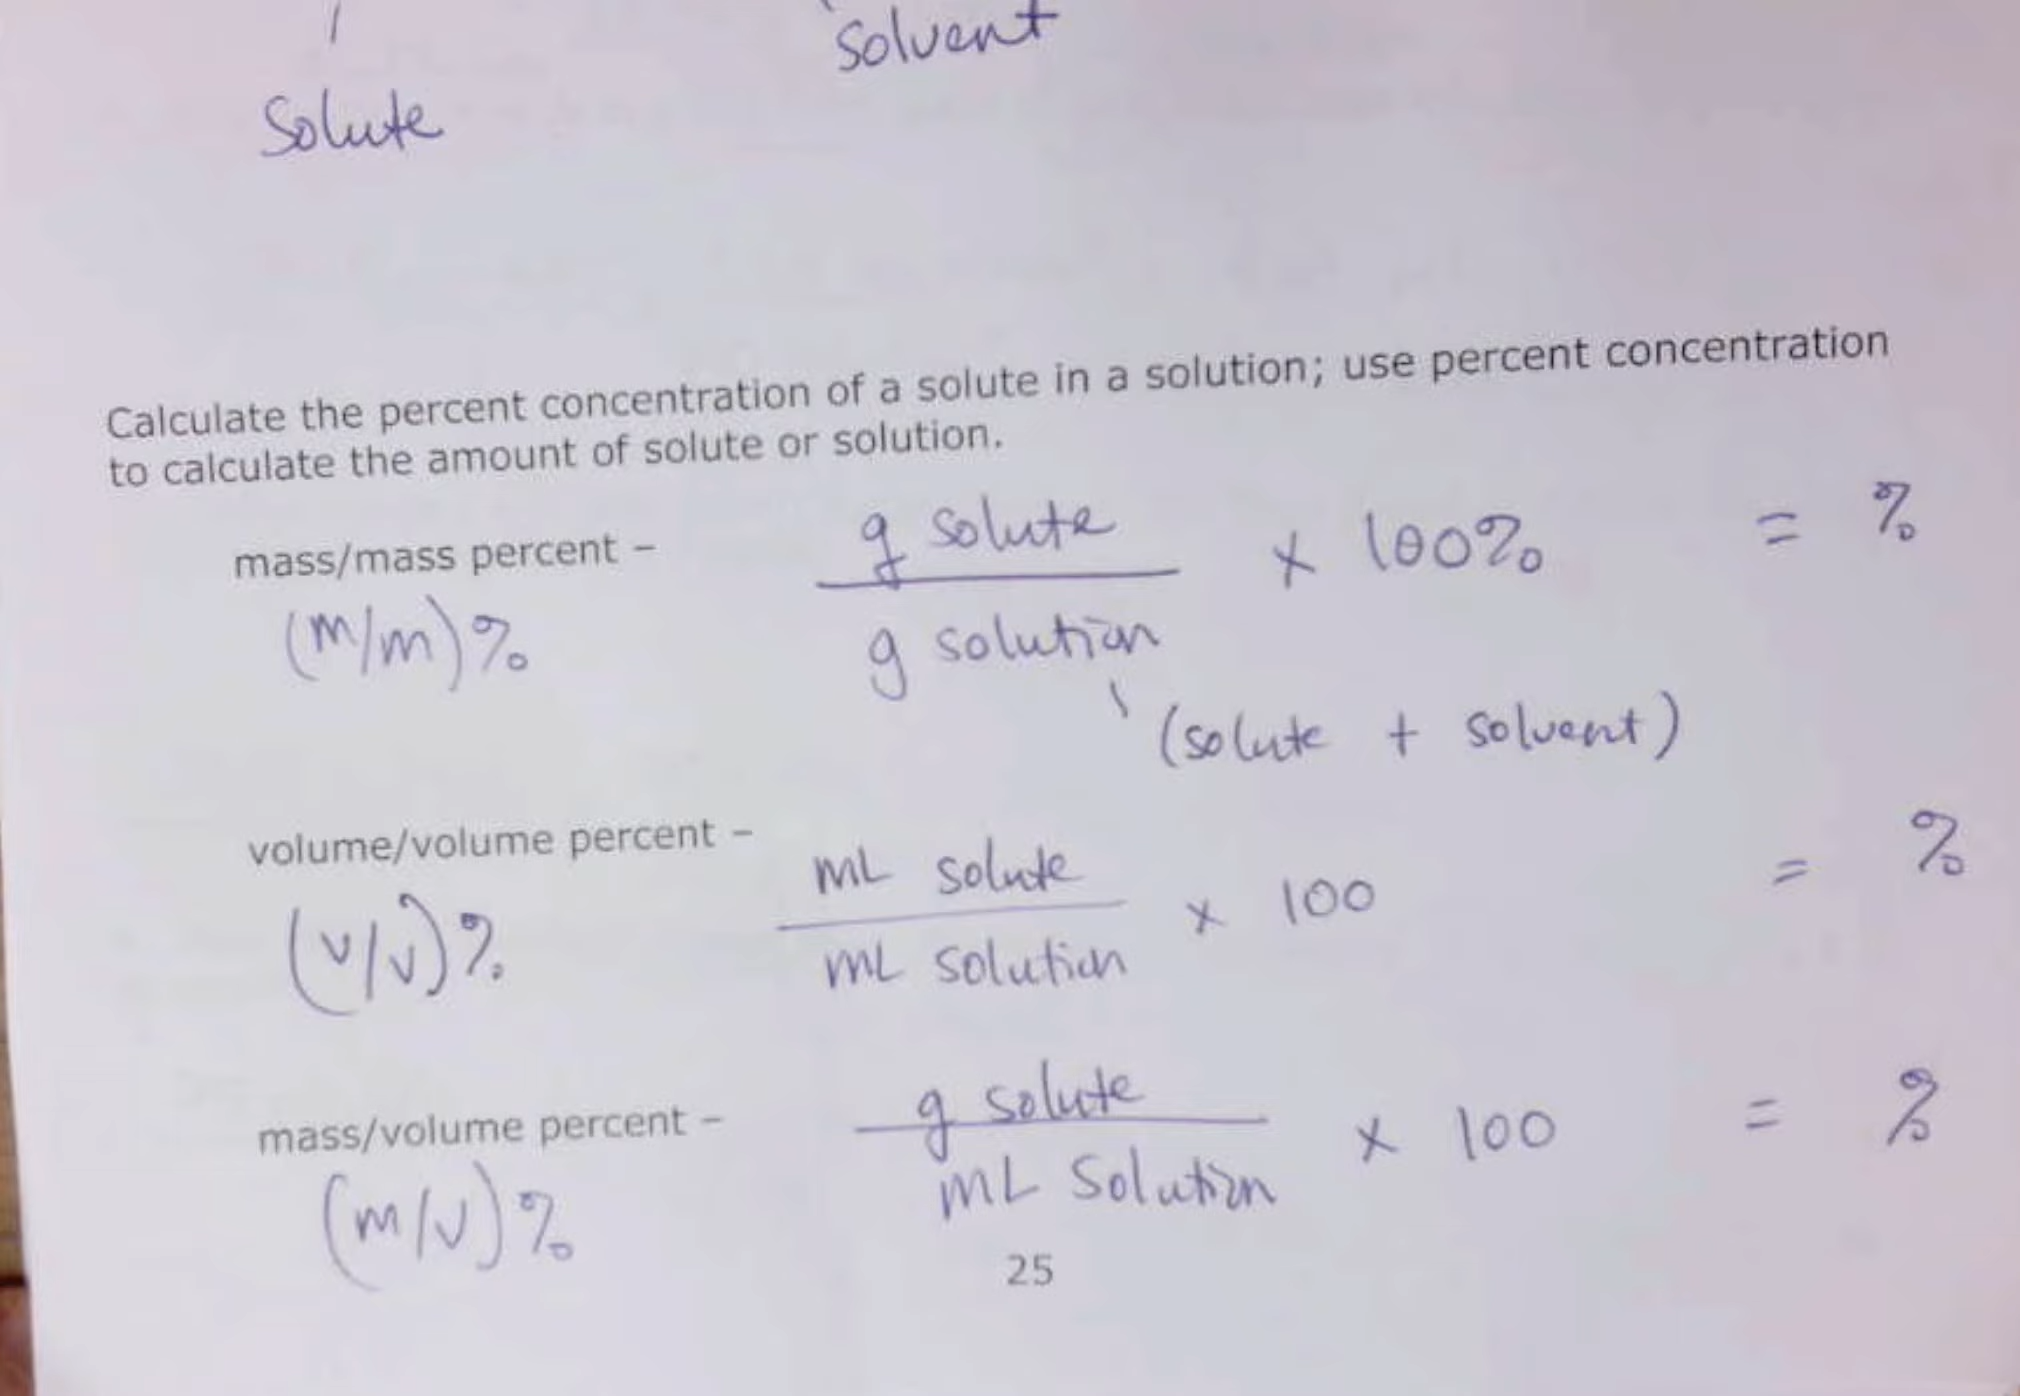 solvent
Solute
Calculate the percent concentration of a solute in a solution; use percent concentration
to calculate the amount of solute or solution.
mass/mass percent – g solute x 100% = %
(m/m)% g solution
(solute + solvent)
volume/volume percent – mL solute x 100 = %
(v/v)% mL solution
mass/volume percent – g solute x 100 = %
(m/v)% mL Solution
25